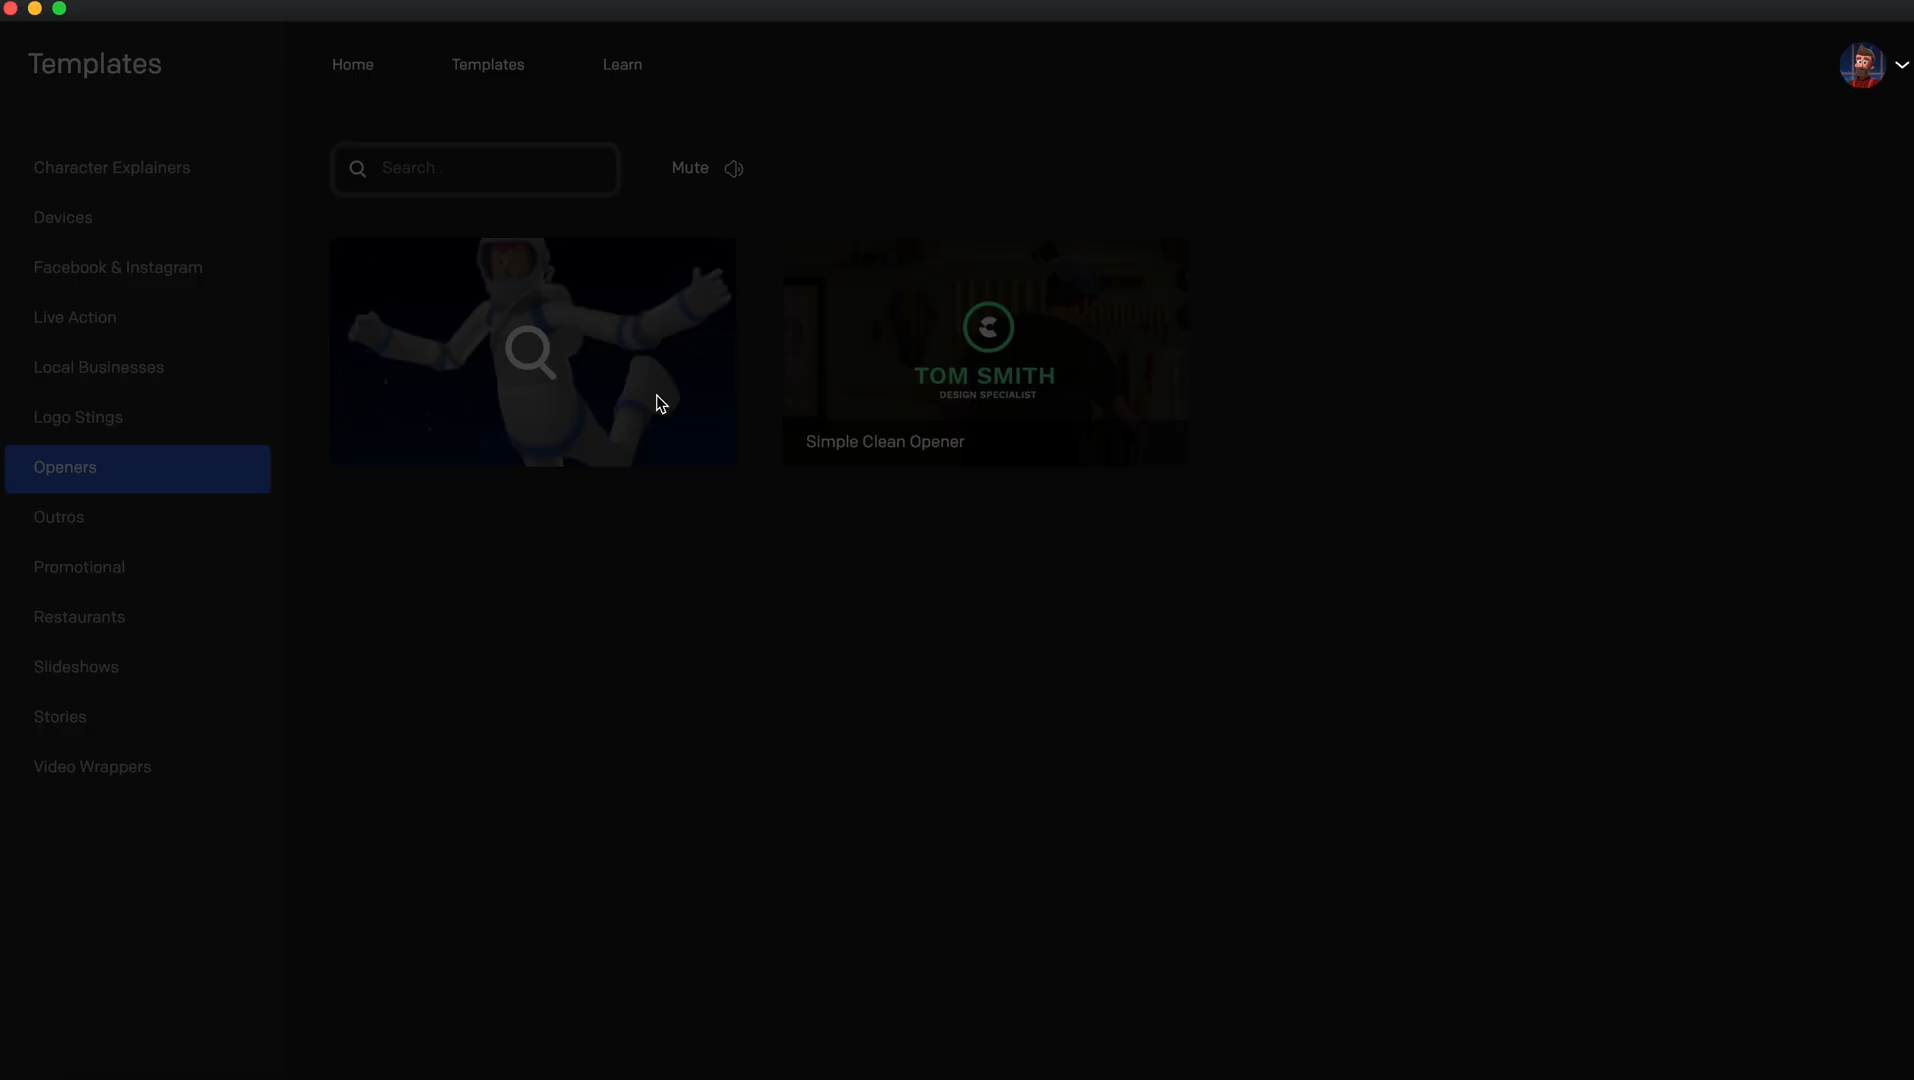 Templates
Home
Templates
Learn
Character Explainers
Devices
Facebook & Instagram
Live Action
Local Businesses
Logo Stings
Openers
Outros
Promotional
Restaurants
Slideshows
Stories
Video Wrappers
Search..
Mute
TOM SMITH
DESIGN SPECIALIST
Simple Clean Opener